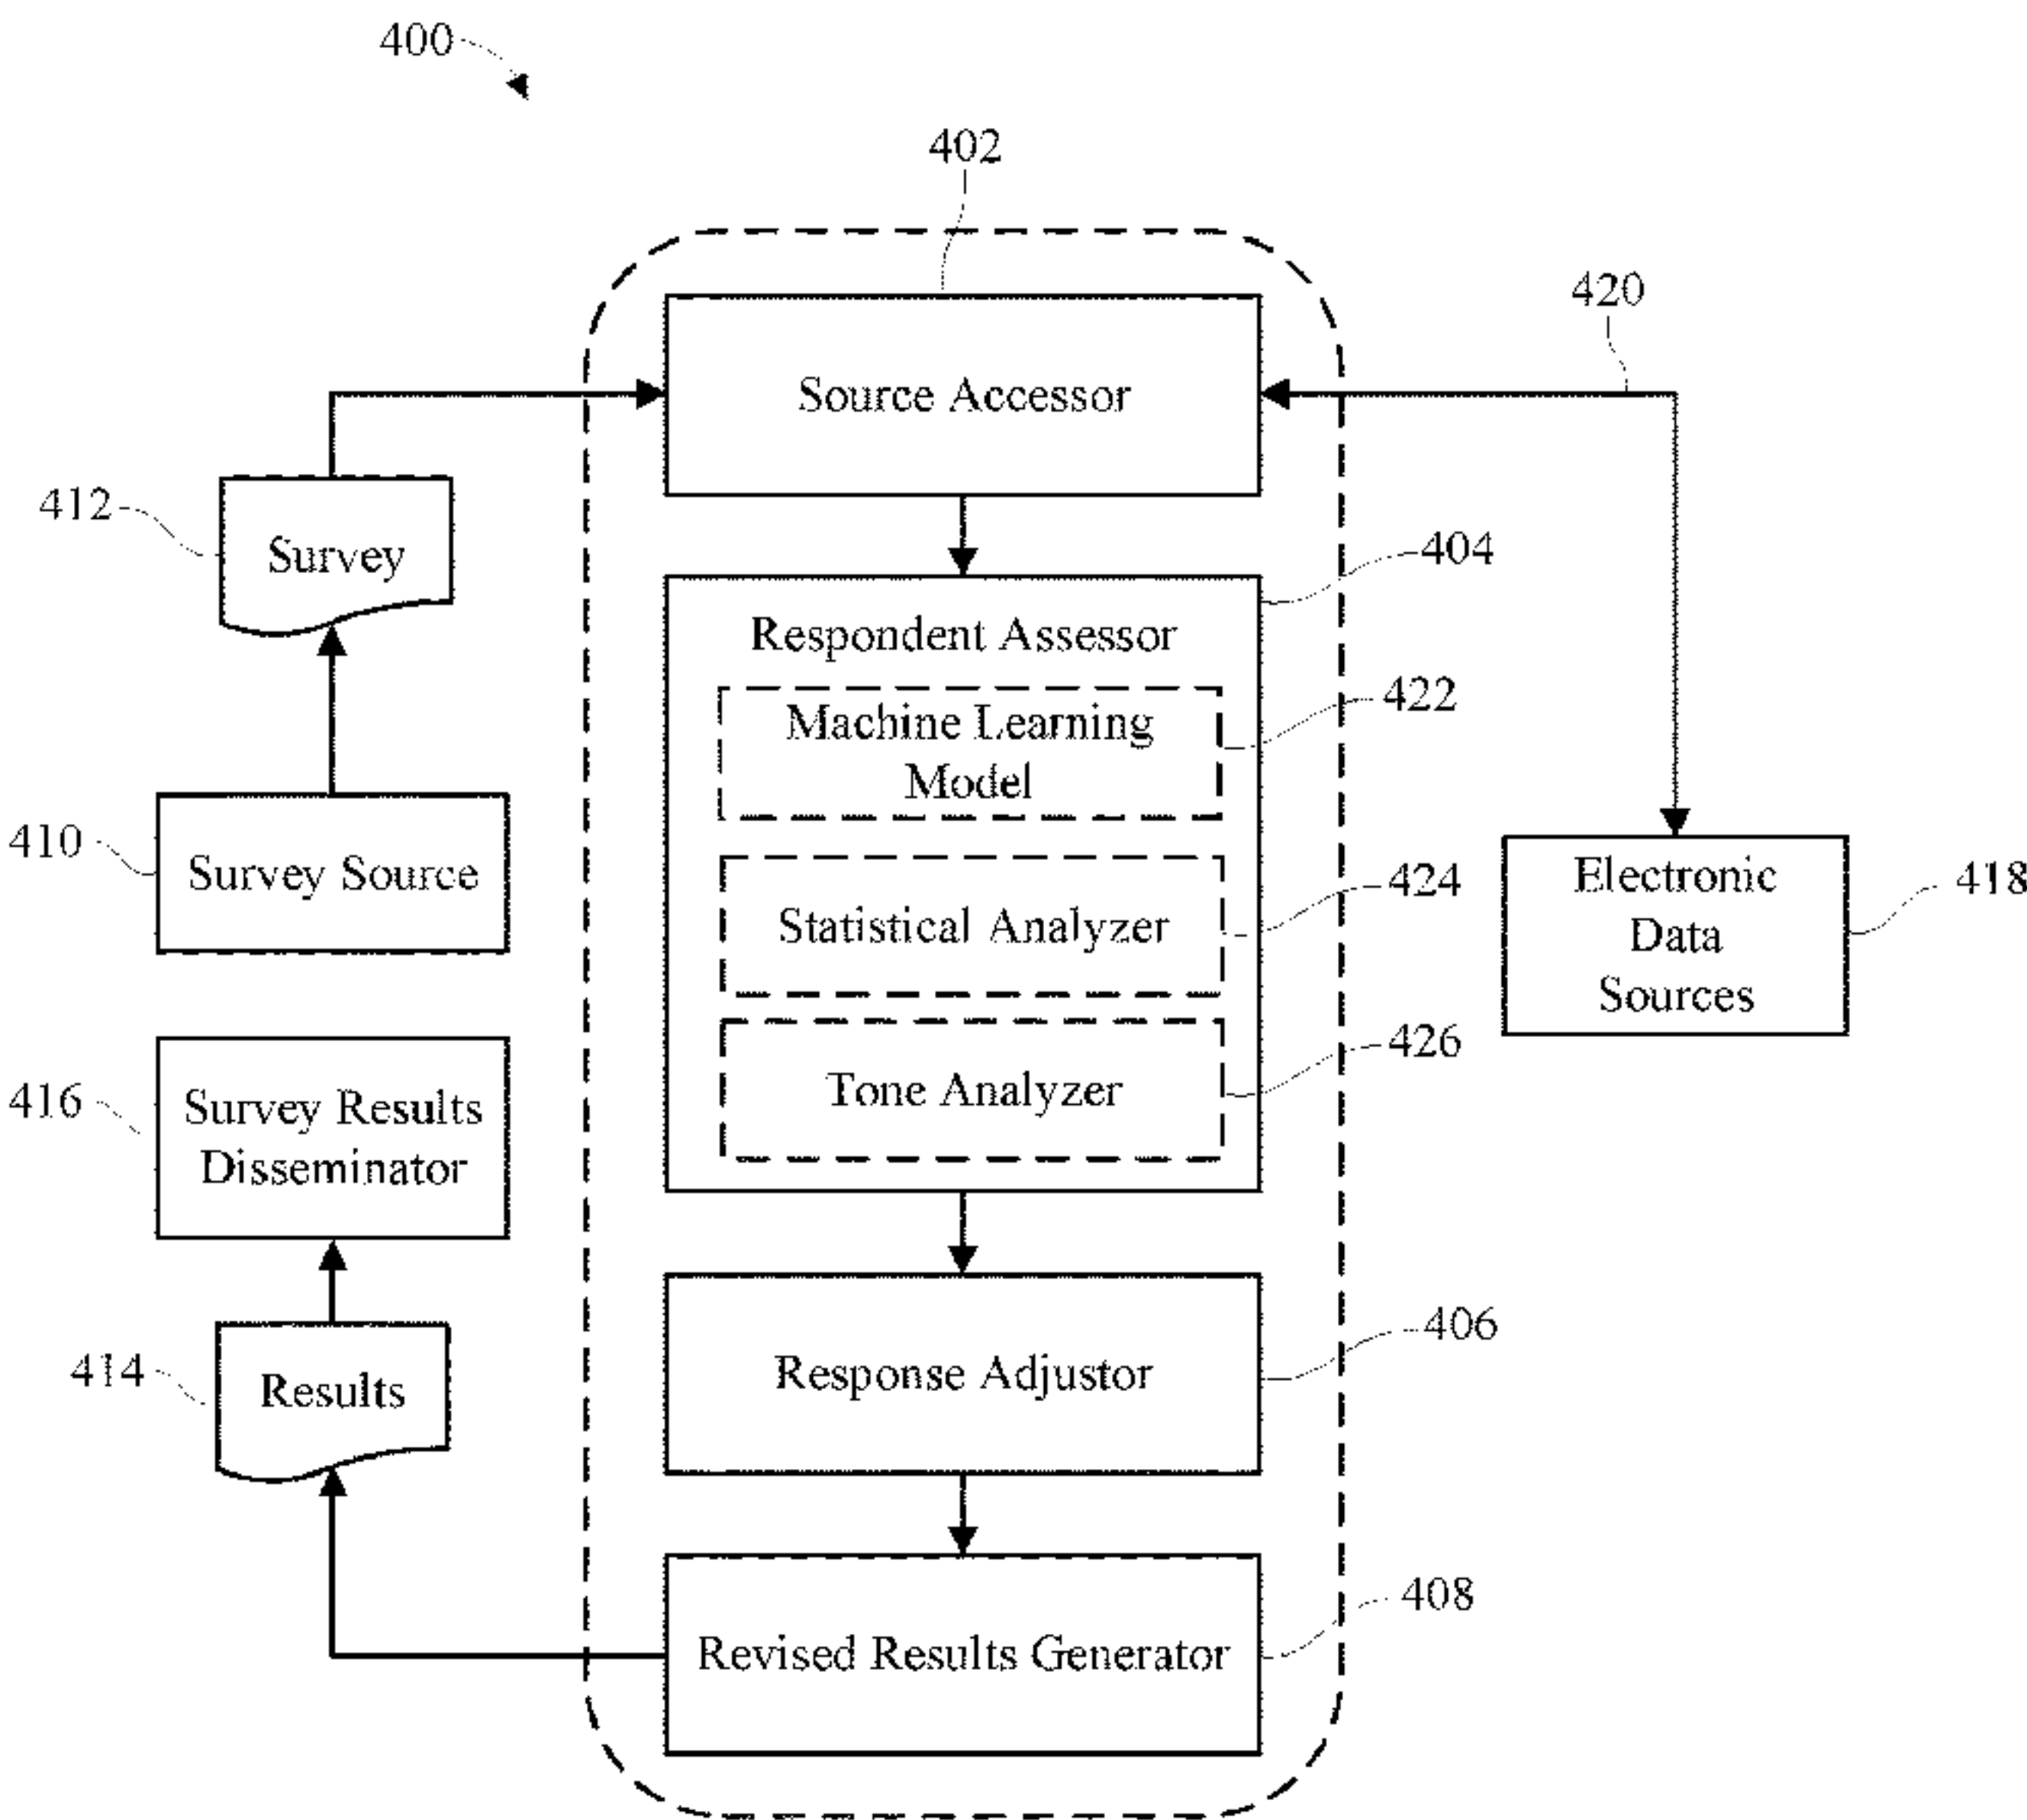 400
402
420
Source Accessor
412
Survey
404
Respondent Assessor
422
Machine Learning
Model
410
Survey Source
424
Statistical Analyzer
Electronic
Data
Sources
418
426
Tone Analyzer
416
Survey Results
Disseminator
406
Response Adjustor
414
Results
408
Revised Results Generator